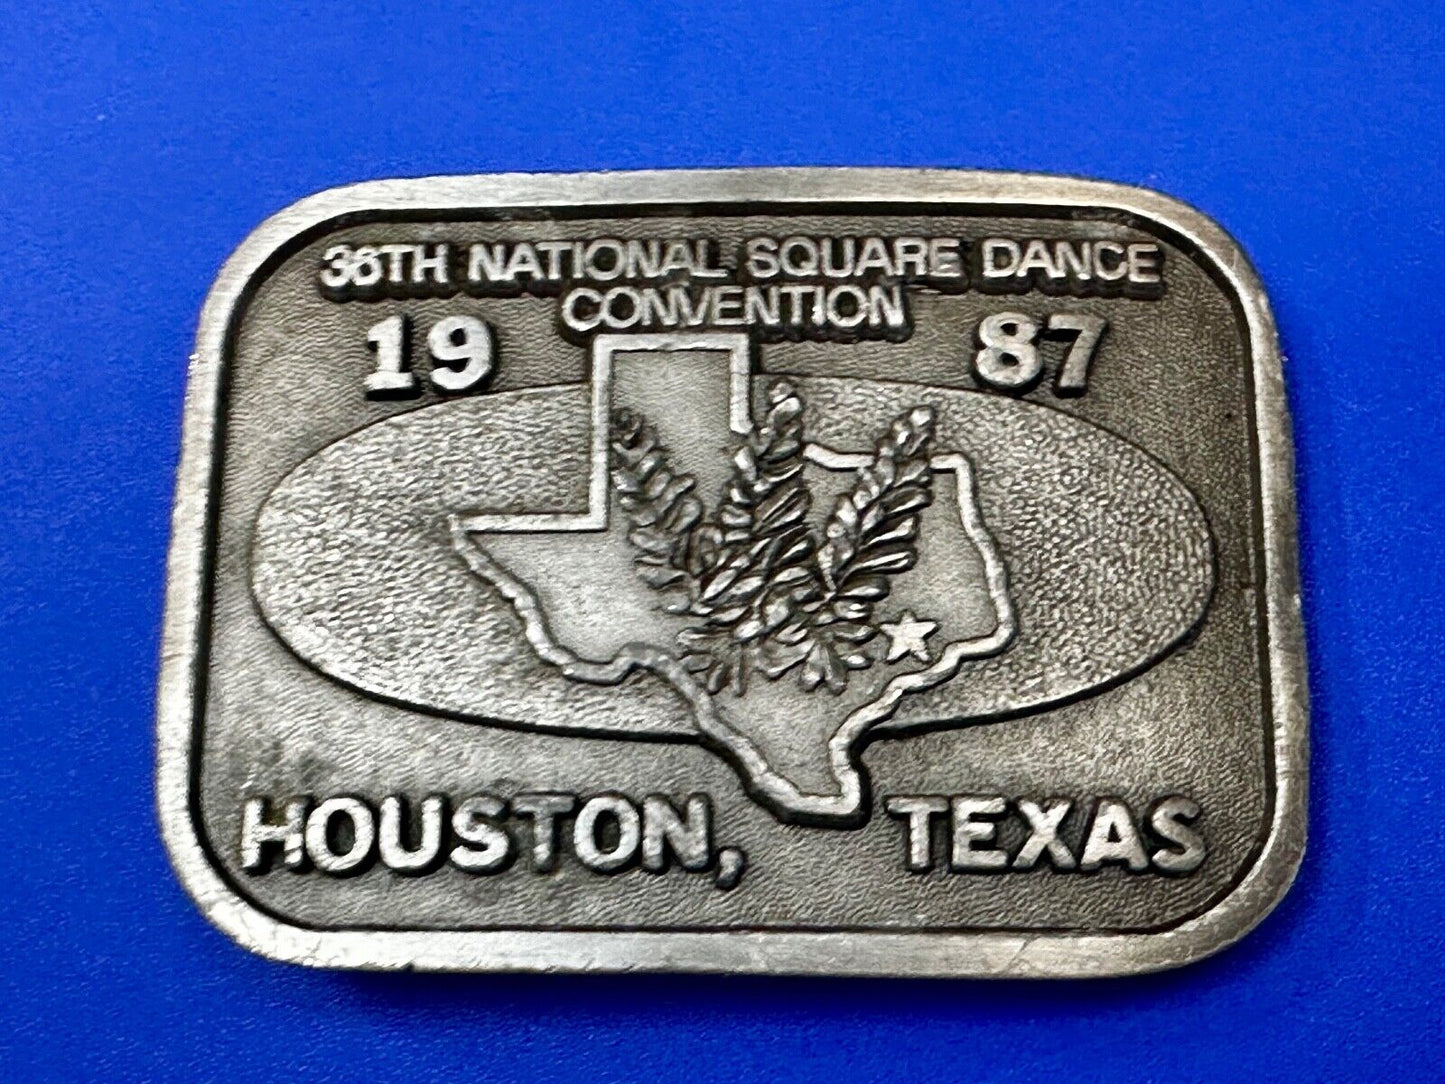 36TH NATIONAL SQUARE DANCE
CONVENTION
19 87
HOUSTON, TEXAS